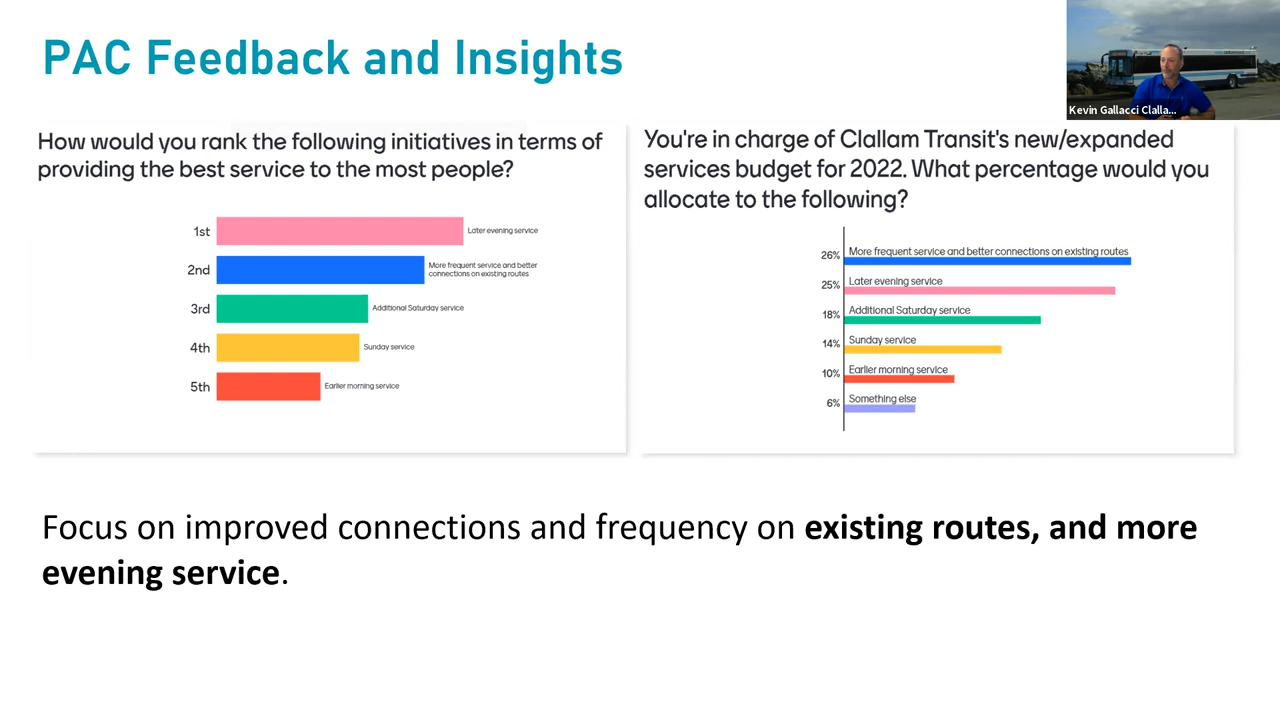 PAC Feedback and Insights
Kevin Gallacci Clalla...
How would you rank the following initiatives in terms of
providing the best service to the most people?
1st
Later evening service
2nd
More frequent service and better
connections on existing routes
3rd
Additional Saturday service
4th
Sunday service
5th
Earlier morning service
You're in charge of Clallam Transit's new/expanded
services budget for 2022. What percentage would you
allocate to the following?
26% More frequent service and better connections on existing routes
25% Later evening service
18% Additional Saturday service
14% Sunday service
10% Earlier morning service
6% Something else
Focus on improved connections and frequency on existing routes, and more
evening service.